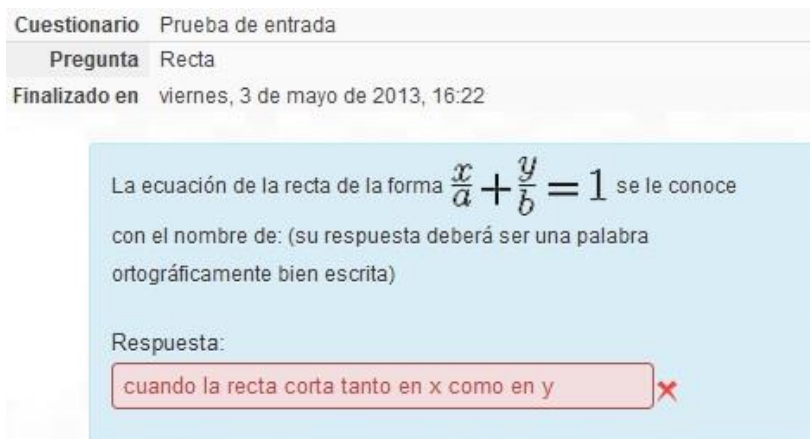 Cuestionario Prueba de entrada
Pregunta Recta
Finalizado en viernes, 3 de mayo de 2013, 16:22
La ecuación de la recta de la forma x/a + y/b = 1 se le conoce
con el nombre de: (su respuesta deberá ser una palabra
ortográficamente bien escrita)
Respuesta:
cuando la recta corta tanto en x como en y